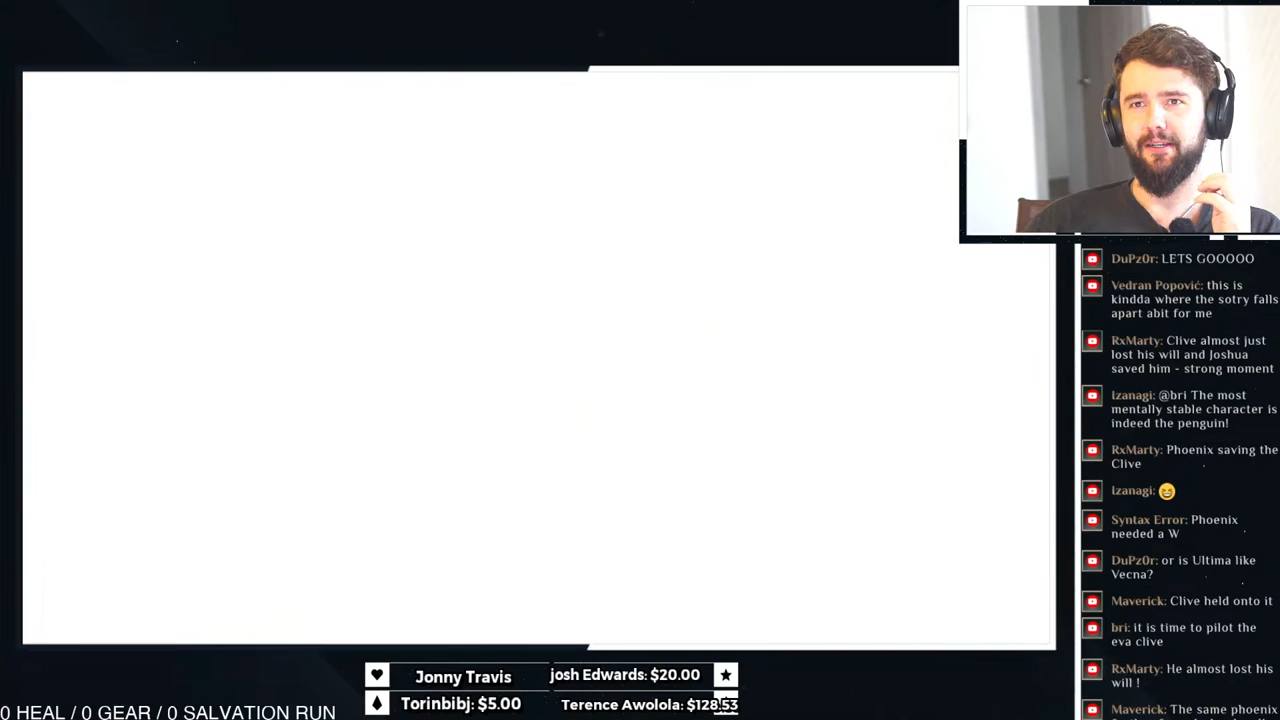 DuPz0r: LETS GOOOOO
Vedran Popović: this is
kindda where the sotry falls
apart abit for me
RxMarty: Clive almost just
lost his will and Joshua
saved him - strong moment
Izanagi: @bri The most
mentally stable character is
indeed the penguin!
RxMarty: Phoenix saving the
Clive
Izanagi: 😆
Syntax Error: Phoenix
needed a W
DuPz0r: or is Ultima like
Vecna?
Maverick: Clive held onto it
bri: it is time to pilot the
eva clive
RxMarty: He almost lost his
will !
Maverick: The same phoenix
Jonny Travis
josh Edwards: $20.00
Torinbibj: $5.00
Terence Awolola: $128.53
0 HEAL / 0 GEAR / 0 SALVATION RUN